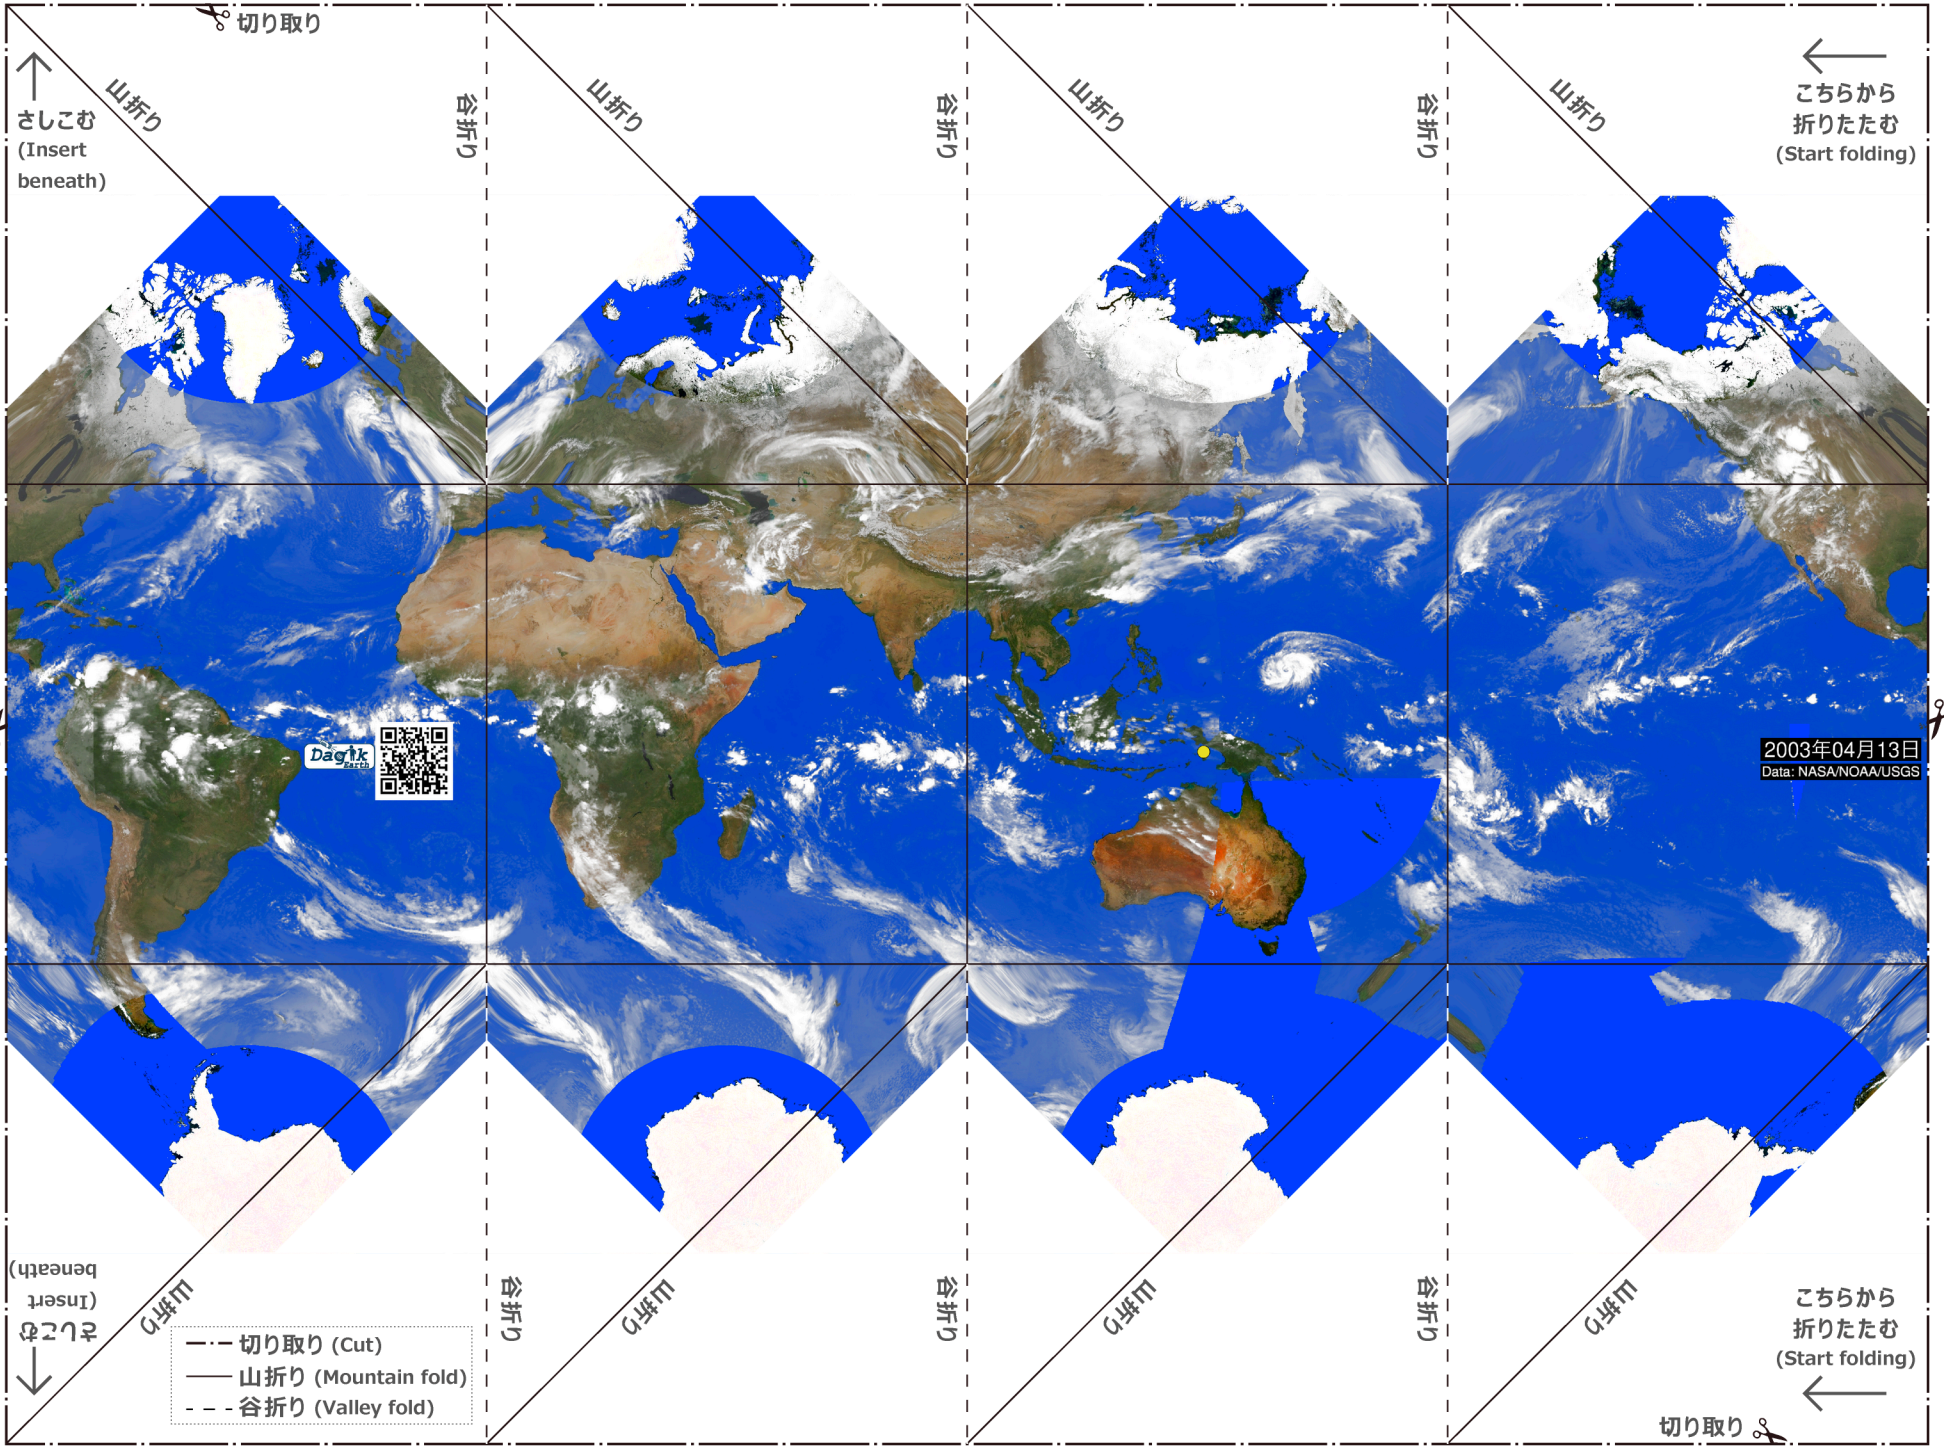 切り取り
さしこむ
(Insert
beneath)
山折り
谷折り
山折り
谷折り
山折り
谷折り
山折り
こちらから
折りたたむ
(Start folding)
Dagik
Earth
2003年04月13日
Data: NASA/NOAA/USGS
さしこむ
(Insert
beneath)
山折り
谷折り
山折り
谷折り
山折り
谷折り
山折り
こちらから
折りたたむ
(Start folding)
切り取り (Cut)
山折り (Mountain fold)
谷折り (Valley fold)
切り取り